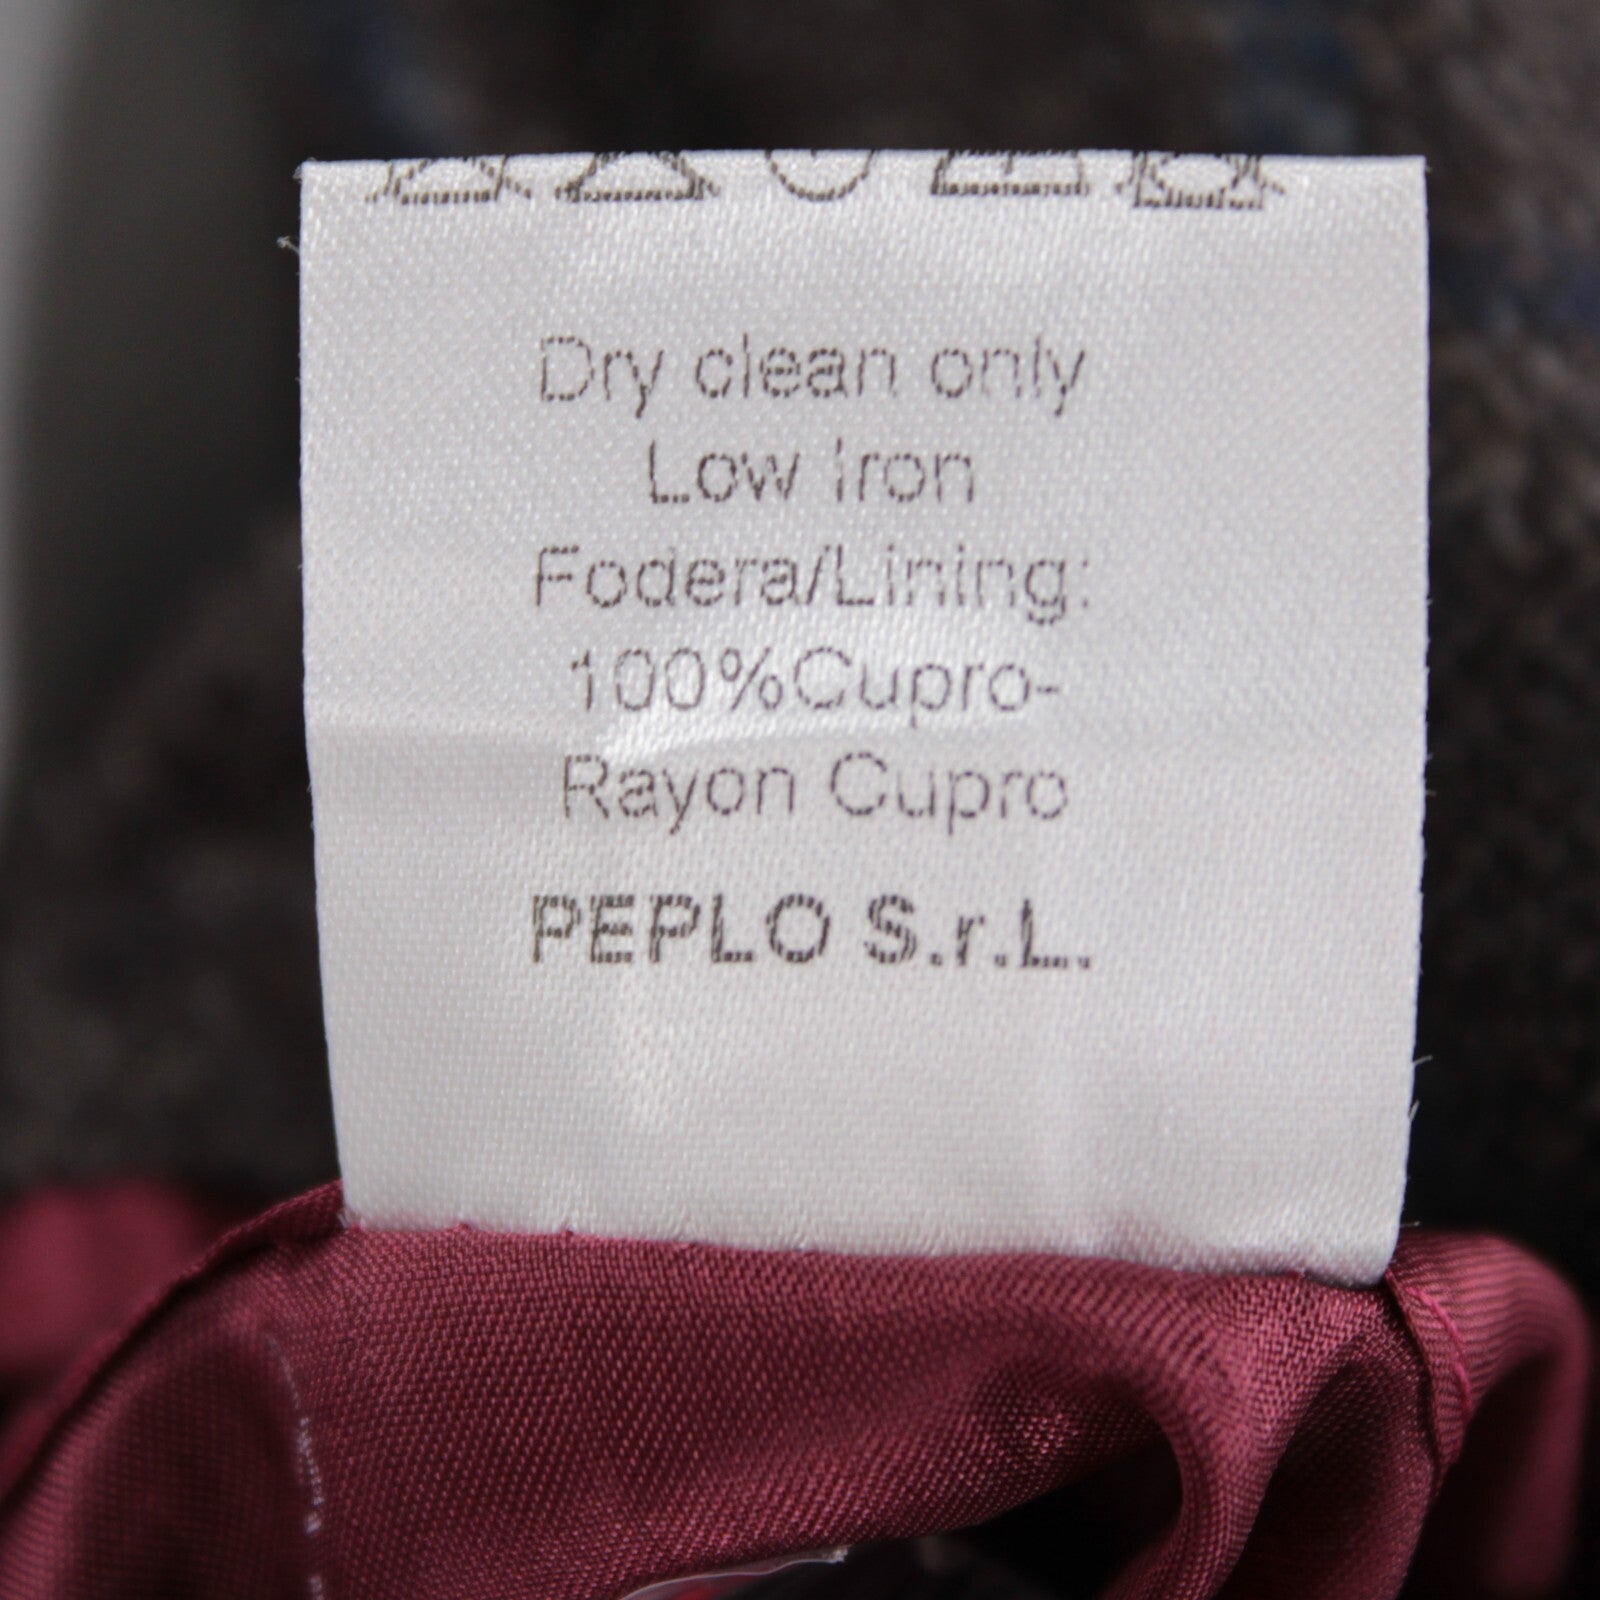 Dry clean only
Low Iron
Fodera/Lining:
100%Cupro-
Rayon Cupro
PEPLO S.r.L.